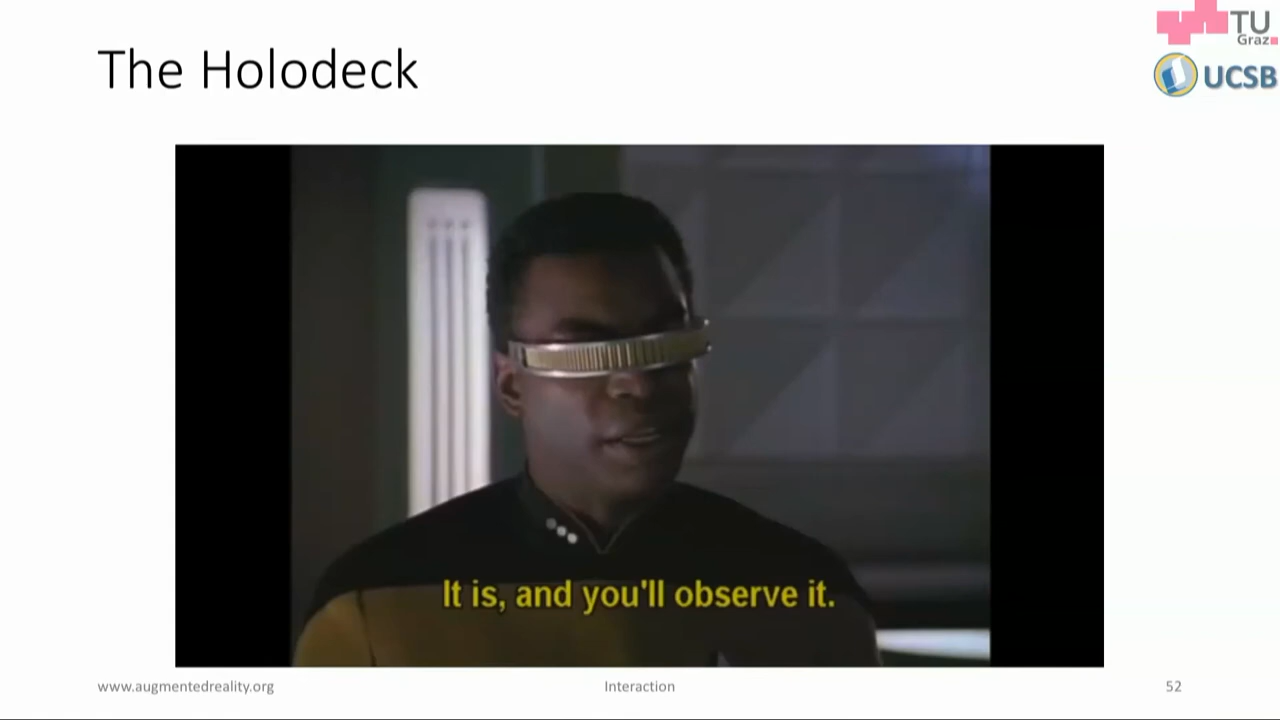 The Holodeck
TU
Graz
UCSB
It is, and you'll observe it.
www.augmentedreality.org
Interaction
52